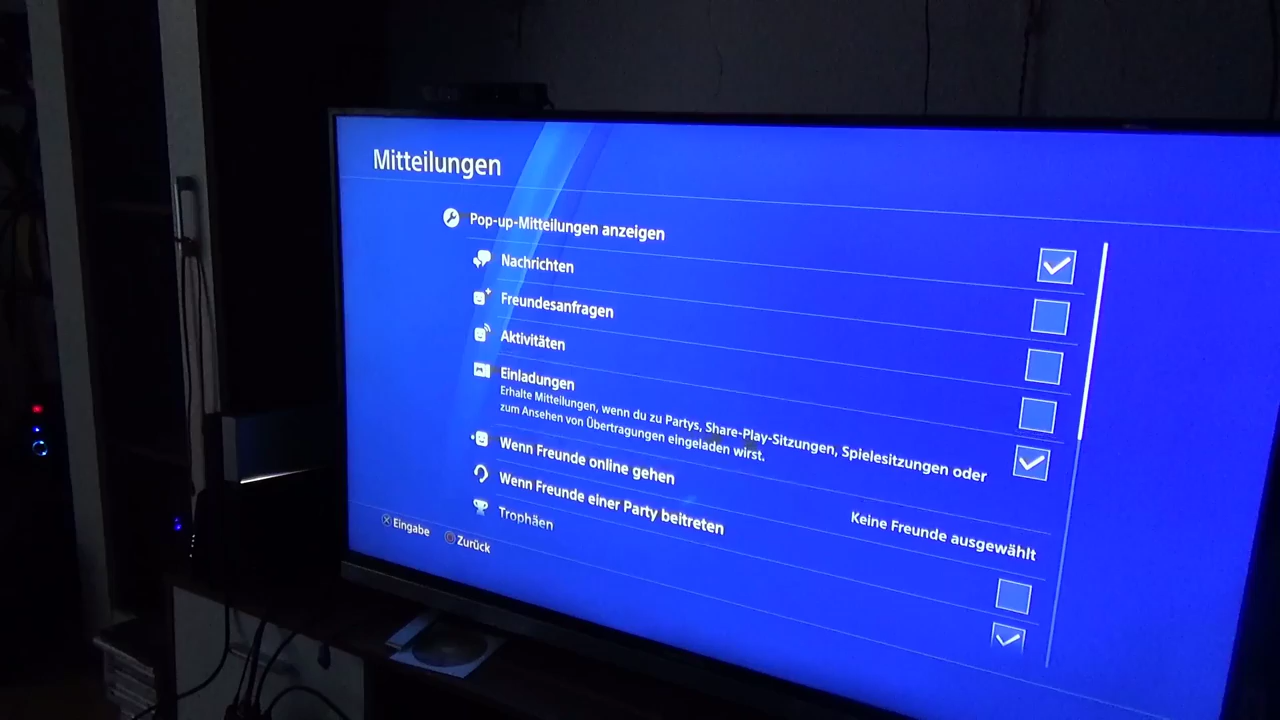 Mitteilungen
Pop-up-Mitteilungen anzeigen
Nachrichten
Freundesanfragen
Aktivitäten
Einladungen
Erhalte Mitteilungen, wenn du zu Partys, Share-Play-Sitzungen, Spielesitzungen oder
zum Ansehen von Übertragungen eingeladen wirst.
Wenn Freunde online gehen
Keine Freunde ausgewählt
Wenn Freunde einer Party beitreten
Trophäen
Eingabe
Zurück